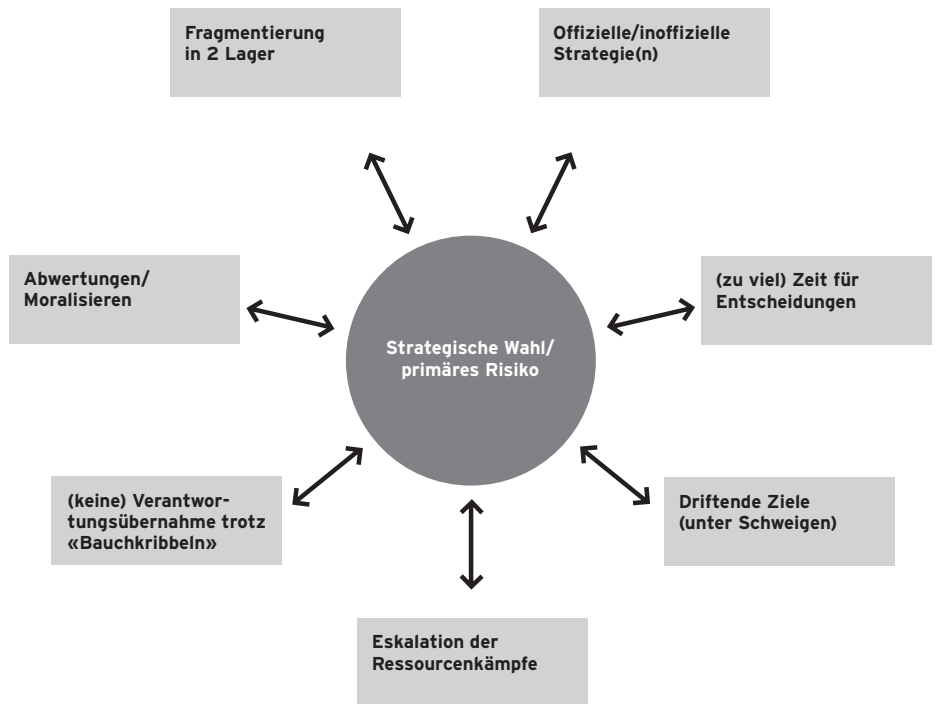 Fragmentierung
in 2 Lager
Offizielle/inoffizielle
Strategie(n)
Abwertungen/
Moralisieren
(zu viel) Zeit für
Entscheidungen
Strategische Wahl/
primäres Risiko
(keine) Verantwor-
tungsübernahme trotz
«Bauchkribbeln»
Driftende Ziele
(unter Schweigen)
Eskalation der
Ressourcenkämpfe